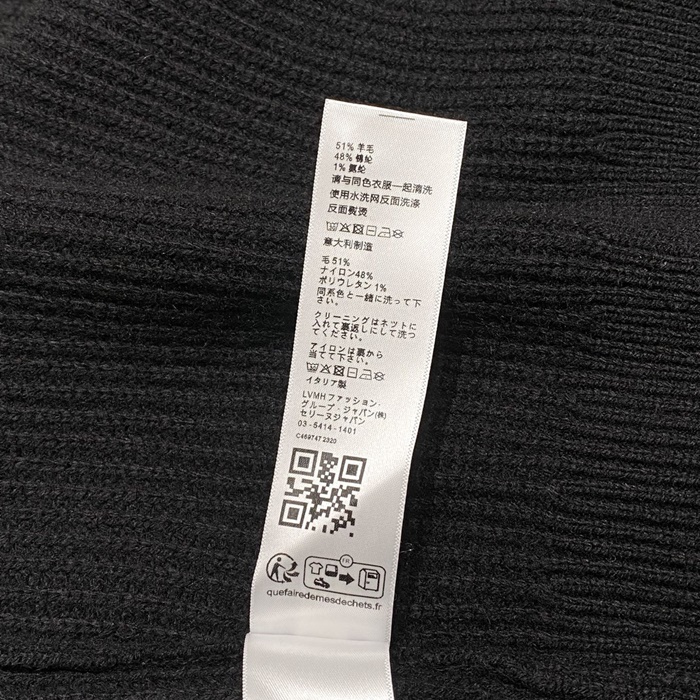 51% 羊毛
48% 锦纶
1% 氨纶
请与同色衣服一起清洗
使用水洗网反面洗涤
反面熨烫
意大利制造
毛 51%
ナイロン48%
ポリウレタン 1%
同系色と一緒に洗って下
さい。
クリーニングはネットに
入れて裏返しにして洗っ
てください。
アイロンは裏から
当てて下さい。
イタリア製
LVMH ファッション・
グループ・ジャパン(株)
セリーヌジャパン
03-5414-1401
C469747 2320
FR
quefairedemesdechets.fr